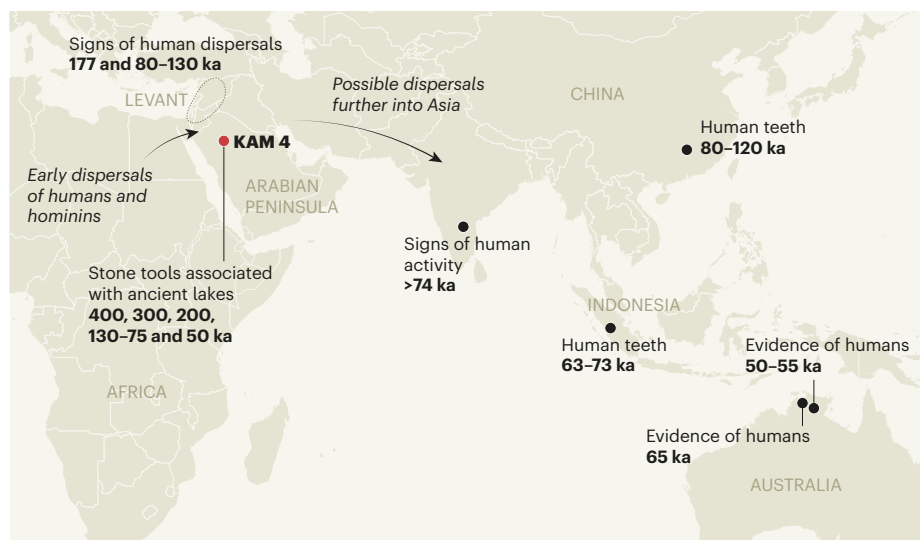 Signs of human dispersals
177 and 80–130 ka
LEVANT
Possible dispersals
further into Asia
CHINA
Human teeth
80–120 ka
KAM 4
Early dispersals
of humans and
hominins
ARABIAN
PENINSULA
Signs of human
activity
>74 ka
Stone tools associated
with ancient lakes
400, 300, 200,
130–75 and 50 ka
INDONESIA
Human teeth
63–73 ka
Evidence of humans
50–55 ka
AFRICA
Evidence of humans
65 ka
AUSTRALIA